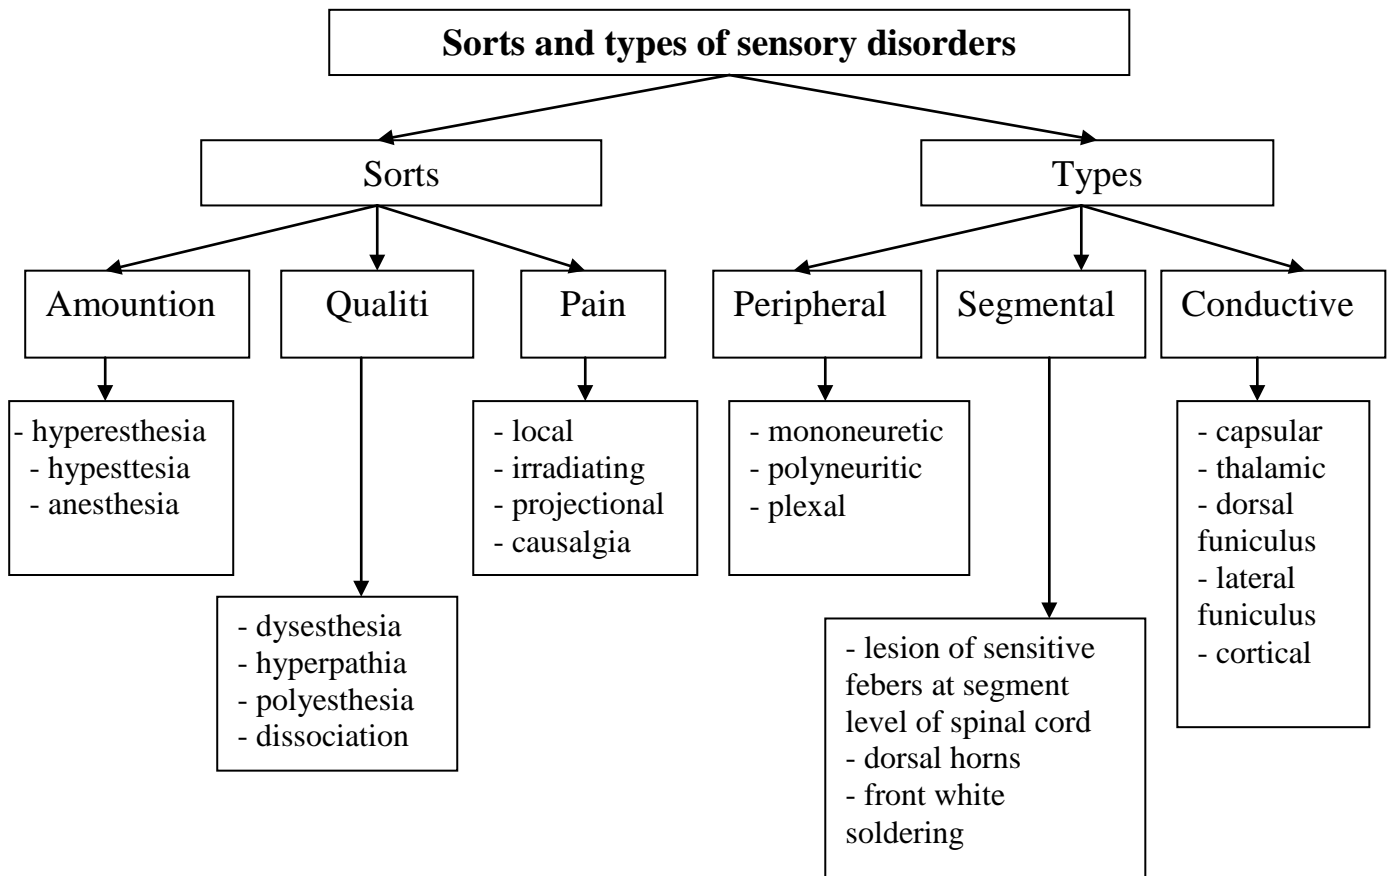 Sorts and types of sensory disorders
Sorts
Types
Amountion
Qualiti
Pain
Peripheral
Segmental
Conductive
- hyperesthesia
- hypesttesia
- anesthesia
- local
- irradiating
- projectional
- causalgia
- mononeuretic
- polyneuritic
- plexal
- capsular
- thalamic
- dorsal
funiculus
- lateral
funiculus
- cortical
- dysesthesia
- hyperpathia
- polyesthesia
- dissociation
- lesion of sensitive
febers at segment
level of spinal cord
- dorsal horns
- front white
soldering